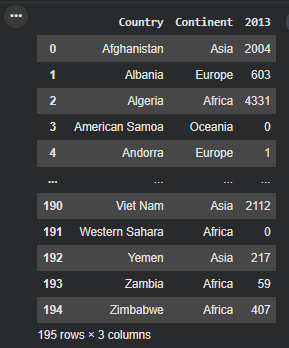 Country Continent 2013
0 Afghanistan Asia 2004
1 Albania Europe 603
2 Algeria Africa 4331
3 American Samoa Oceania 0
4 Andorra Europe 1
... ... ... ...
190 Viet Nam Asia 2112
191 Western Sahara Africa 0
192 Yemen Asia 217
193 Zambia Africa 59
194 Zimbabwe Africa 407
195 rows × 3 columns